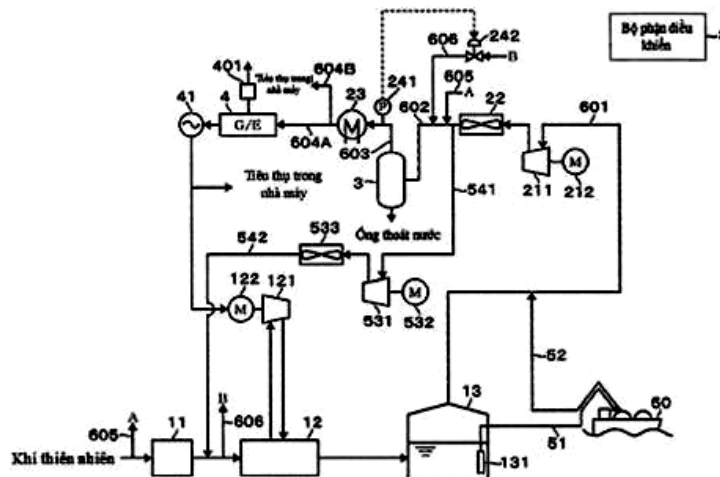 242
606
B
Bộ phận điều
khiển
401
Tiêu thụ trong
nhà máy
604B
241
P
605
A
41
4
23
602
22
601
G/E
M
604A
603
3
M
211
212
Tiêu thụ trong
nhà máy
541
Ống thoát nước
542
533
122
121
M
M
531
532
52
B
13
60
A
605
11
606
12
51
Khí thiên nhiên
131